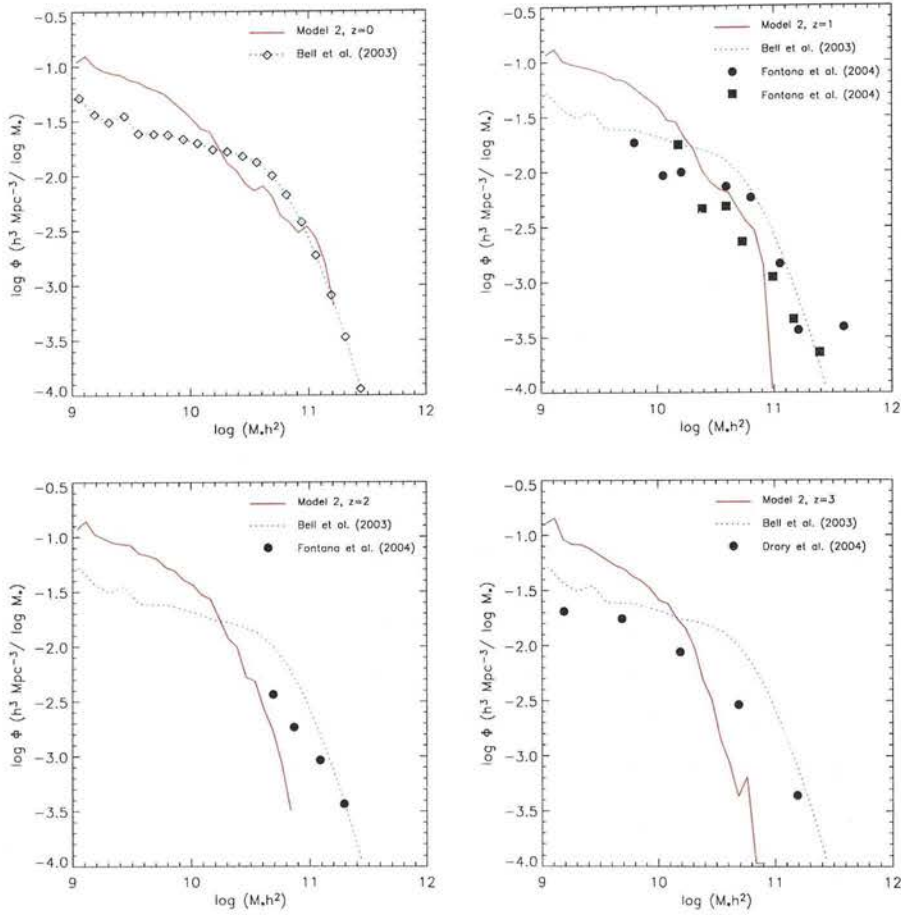 Model 2, z=0
Bell et al. (2003)
-0.5
-1.0
-1.5
-2.0
-2.5
-3.0
-3.5
-4.0
log Φ (h³ Mpc⁻³/ log M*)
9
10
11
12
log (M*h²)
Model 2, z=1
Bell et al. (2003)
Fontana et al. (2004)
Fontana et al. (2004)
-0.5
-1.0
-1.5
-2.0
-2.5
-3.0
-3.5
-4.0
log Φ (h³ Mpc⁻³/ log M*)
9
10
11
12
log (M*h²)
Model 2, z=2
Bell et al. (2003)
Fontana et al. (2004)
-0.5
-1.0
-1.5
-2.0
-2.5
-3.0
-3.5
-4.0
log Φ (h³ Mpc⁻³/ log M*)
9
10
11
12
log (M*h²)
Model 2, z=3
Bell et al. (2003)
Drory et al. (2004)
-0.5
-1.0
-1.5
-2.0
-2.5
-3.0
-3.5
-4.0
log Φ (h³ Mpc⁻³/ log M*)
9
10
11
12
log (M*h²)